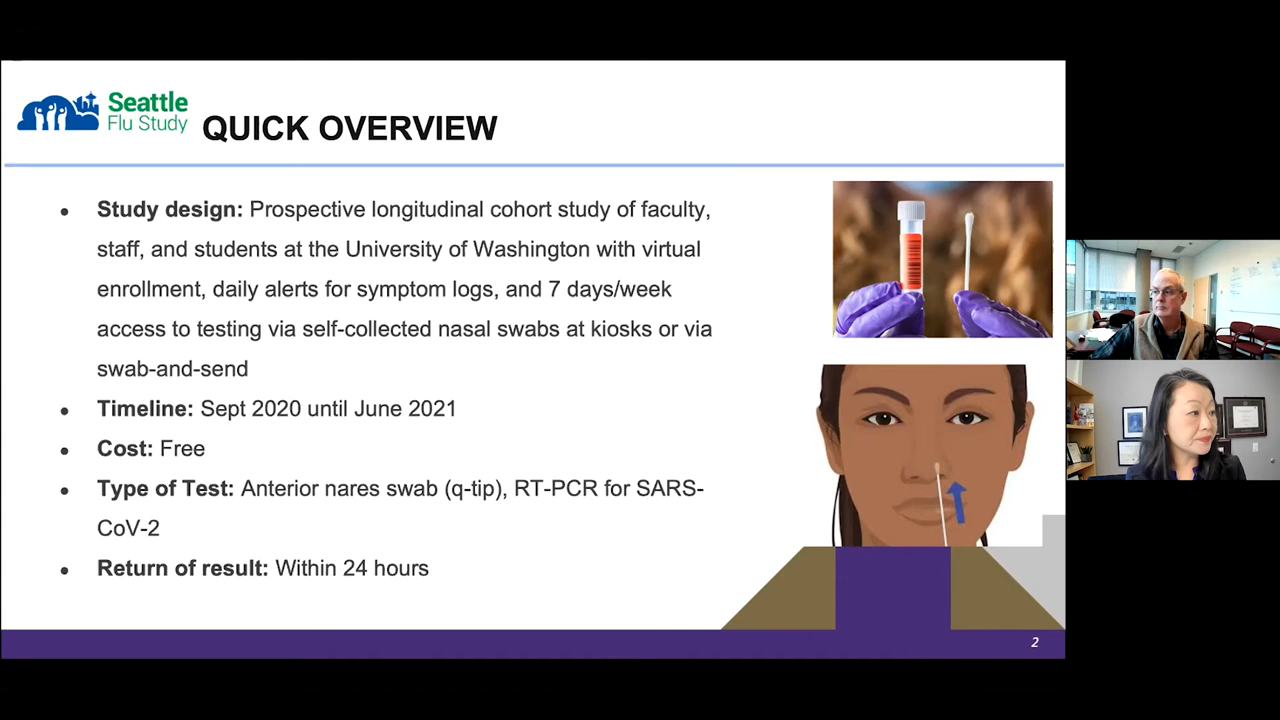 Seattle
Flu Study
QUICK OVERVIEW
• Study design: Prospective longitudinal cohort study of faculty,
staff, and students at the University of Washington with virtual
enrollment, daily alerts for symptom logs, and 7 days/week
access to testing via self-collected nasal swabs at kiosks or via
swab-and-send
• Timeline: Sept 2020 until June 2021
• Cost: Free
• Type of Test: Anterior nares swab (q-tip), RT-PCR for SARS-
CoV-2
• Return of result: Within 24 hours
2